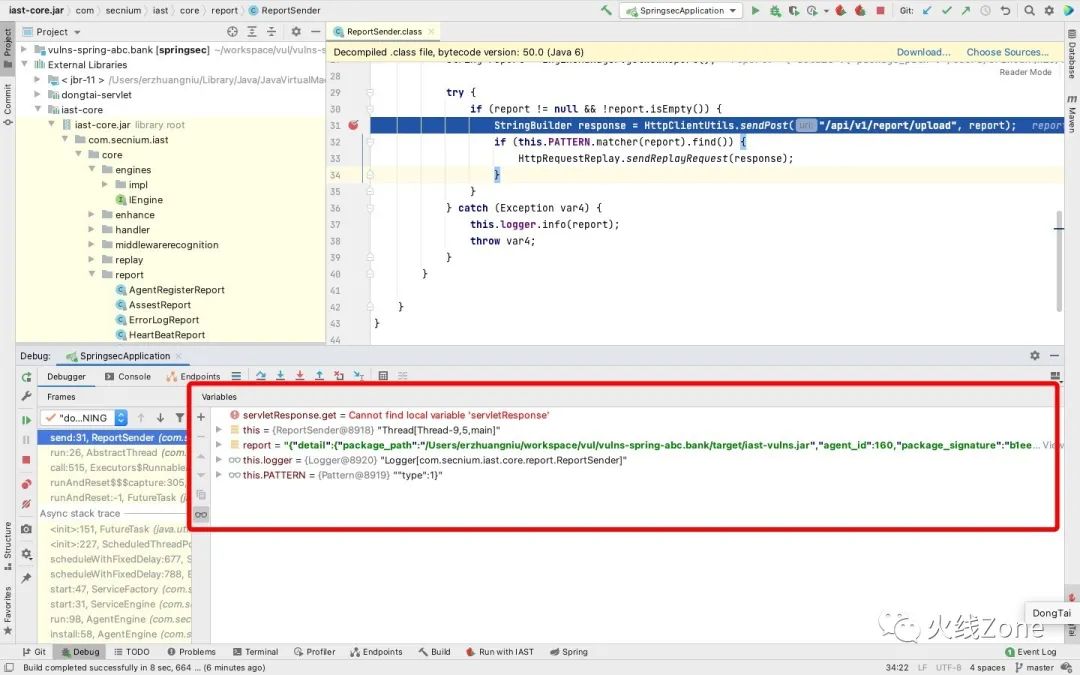 iast-core.jar com secnium iast core report ReportSender
SpringsecApplication Git:
Project
ReportSender.class
Decompiled .class file, bytecode version: 50.0 (Java 6) Download... Choose Sources...
Reader Mode
vulns-spring-abc.bank [springsec] ~/workspace/vul/vulns-s
External Libraries
< jbr-11 > /Users/erzhuangniu/Library/Java/JavaVirtualMa
dongtai-servlet
iast-core
iast-core.jar library root
com.secnium.iast
core
engines
impl
IEngine
enhance
handler
middlewarerecognition
replay
report
AgentRegisterReport
AssestReport
ErrorLogReport
HeartBeatReport
28
29 try {
30 if (report != null && !report.isEmpty()) {
31 StringBuilder response = HttpClientUtils.sendPost( uri: "/api/v1/report/upload", report); report
32 if (this.PATTERN.matcher(report).find()) {
33 HttpRequestReplay.sendReplayRequest(response);
34 }
35 }
36 } catch (Exception var4) {
37 this.logger.info(report);
38 throw var4;
39 }
40 }
41
42 }
43 }
44
Project
Commit
Structure
Favorites
Database
Maven
Debug: SpringsecApplication
Debugger Console Endpoints
Frames
Variables
"do...NING
send:31, ReportSender (com.s
run:26, AbstractThread (com.s
call:515, Executors$Runnable
runAndReset$$$capture:305,
runAndReset:-1, FutureTask (ja
Async stack trace
<init>:151, FutureTask (java.ut
<init>:227, ScheduledThreadPo
scheduleWithFixedDelay:677, S
scheduleWithFixedDelay:788, E
start:47, ServiceFactory (com.s
start:31, ServiceEngine (com.s
run:98, AgentEngine (com.s
install:58, AgentEngine (com.s
servletResponse.get = Cannot find local variable 'servletResponse'
this = {ReportSender@8918} "Thread[Thread-9,5,main]"
report = "{"detail":{"package_path":"/Users/erzhuangniu/workspace/vul/vulns-spring-abc.bank/target/iast-vulns.jar","agent_id":160,"package_signature":"b1ee... View
this.logger = {Logger@8920} "Logger[com.secnium.iast.core.report.ReportSender]"
this.PATTERN = {Pattern@8919} ""type":1}"
DongTai
火线Zone
Git Debug TODO Problems Terminal Profiler Endpoints Build Run with IAST Spring Event Log
Build completed successfully in 8 sec, 664 ... (6 minutes ago) 34:22 LF UTF-8 4 spaces master